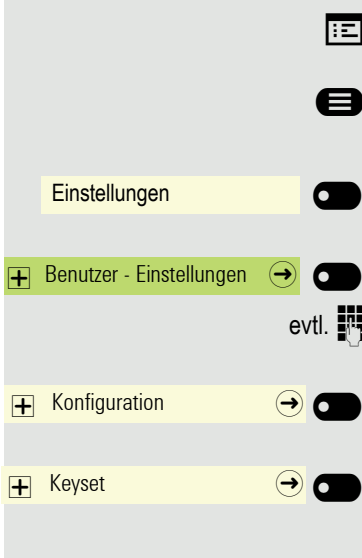 Einstellungen
Benutzer - Einstellungen
evtl.
Konfiguration
Keyset